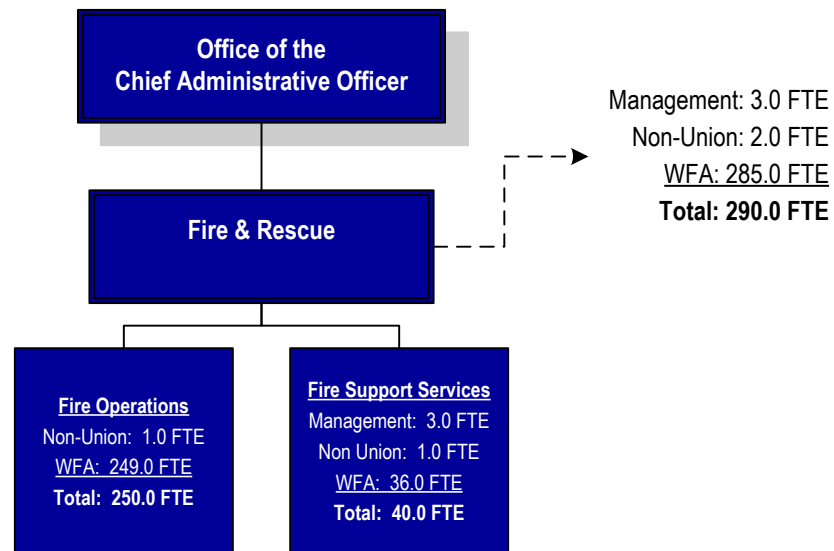 Office of the
Chief Administrative Officer
Management: 3.0 FTE
Non-Union: 2.0 FTE
WFA: 285.0 FTE
Total: 290.0 FTE
Fire & Rescue
Fire Operations
Non-Union: 1.0 FTE
WFA: 249.0 FTE
Total: 250.0 FTE
Fire Support Services
Management: 3.0 FTE
Non Union: 1.0 FTE
WFA: 36.0 FTE
Total: 40.0 FTE